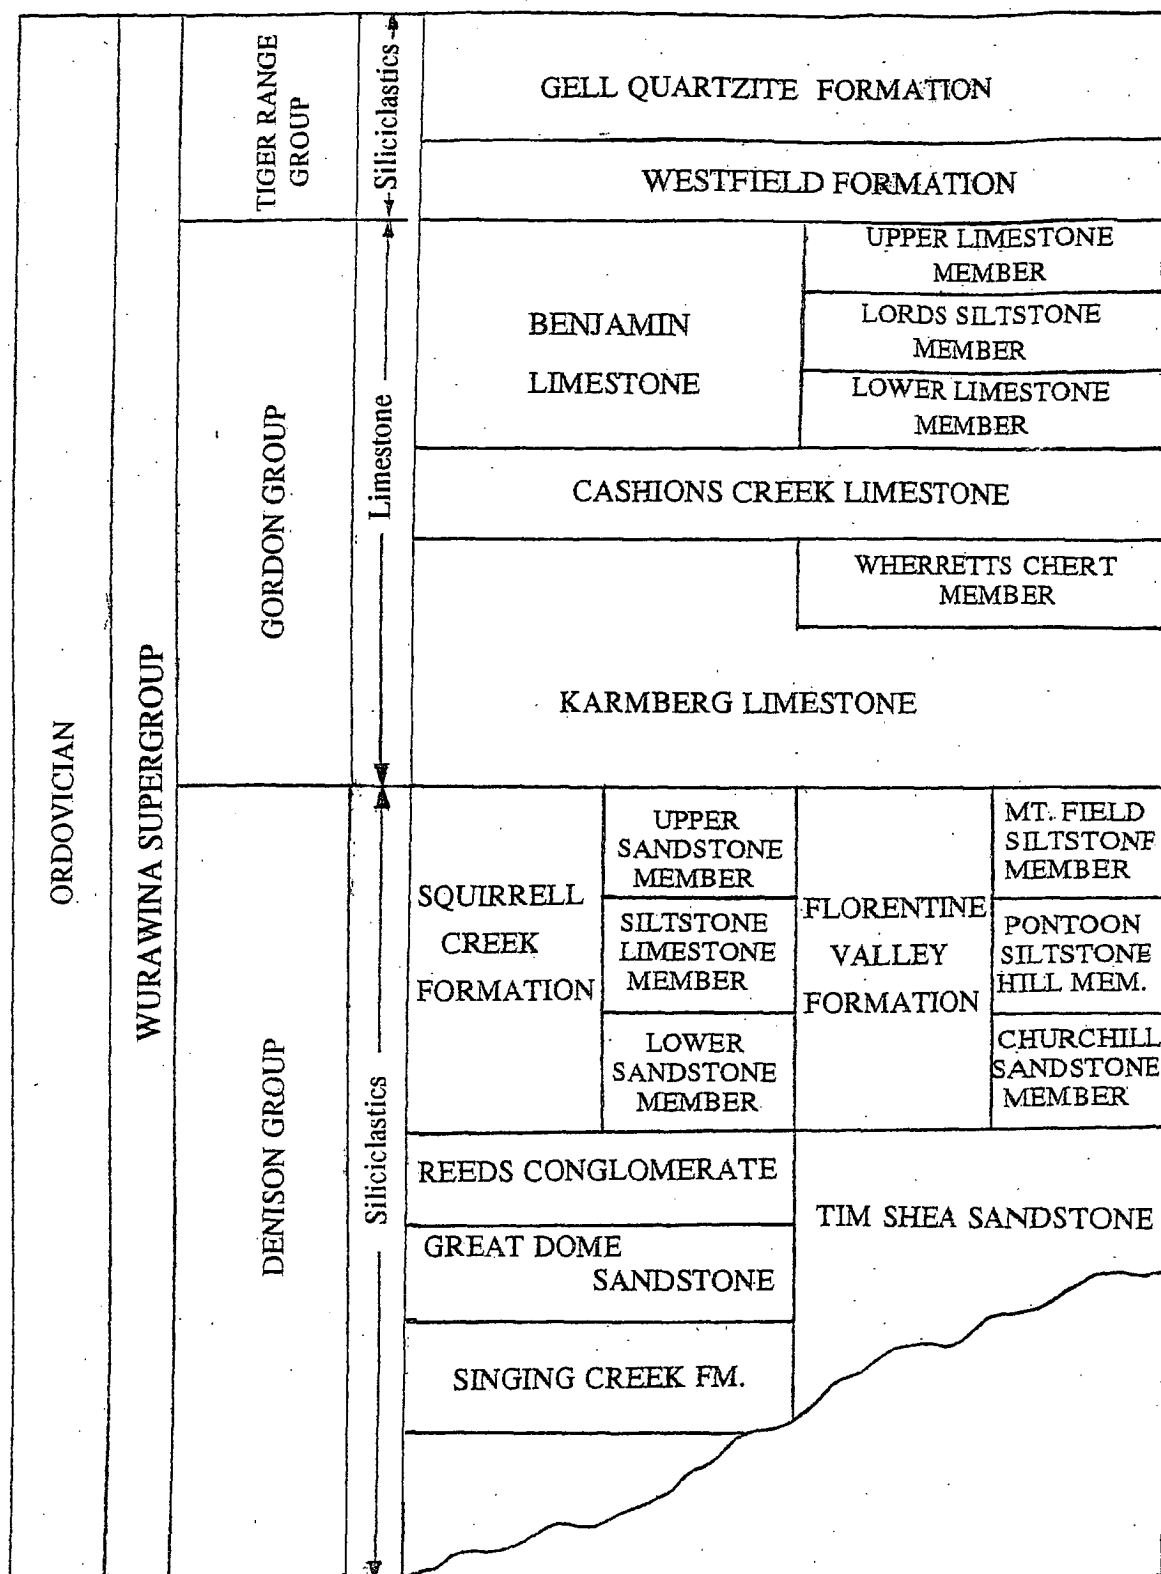 ORDOVICIAN
WURAWINA SUPERGROUP
TIGER RANGE
GROUP
Siliciclastics
GELL QUARTZITE FORMATION
WESTFIELD FORMATION
GORDON GROUP
Limestone
BENJAMIN
LIMESTONE
UPPER LIMESTONE
MEMBER
LORDS SILTSTONE
MEMBER
LOWER LIMESTONE
MEMBER
CASHIONS CREEK LIMESTONE
WHERRETTS CHERT
MEMBER
KARMBERG LIMESTONE
DENISON GROUP
Siliciclastics
SQUIRRELL
CREEK
FORMATION
UPPER
SANDSTONE
MEMBER
SILTSTONE
LIMESTONE
MEMBER
LOWER
SANDSTONE
MEMBER
FLORENTINE
VALLEY
FORMATION
MT. FIELD
SILTSTONE
MEMBER
PONTOON
SILTSTONE
HILL MEM.
CHURCHILL
SANDSTONE
MEMBER
REEDS CONGLOMERATE
GREAT DOME
SANDSTONE
SINGING CREEK FM.
TIM SHEA SANDSTONE